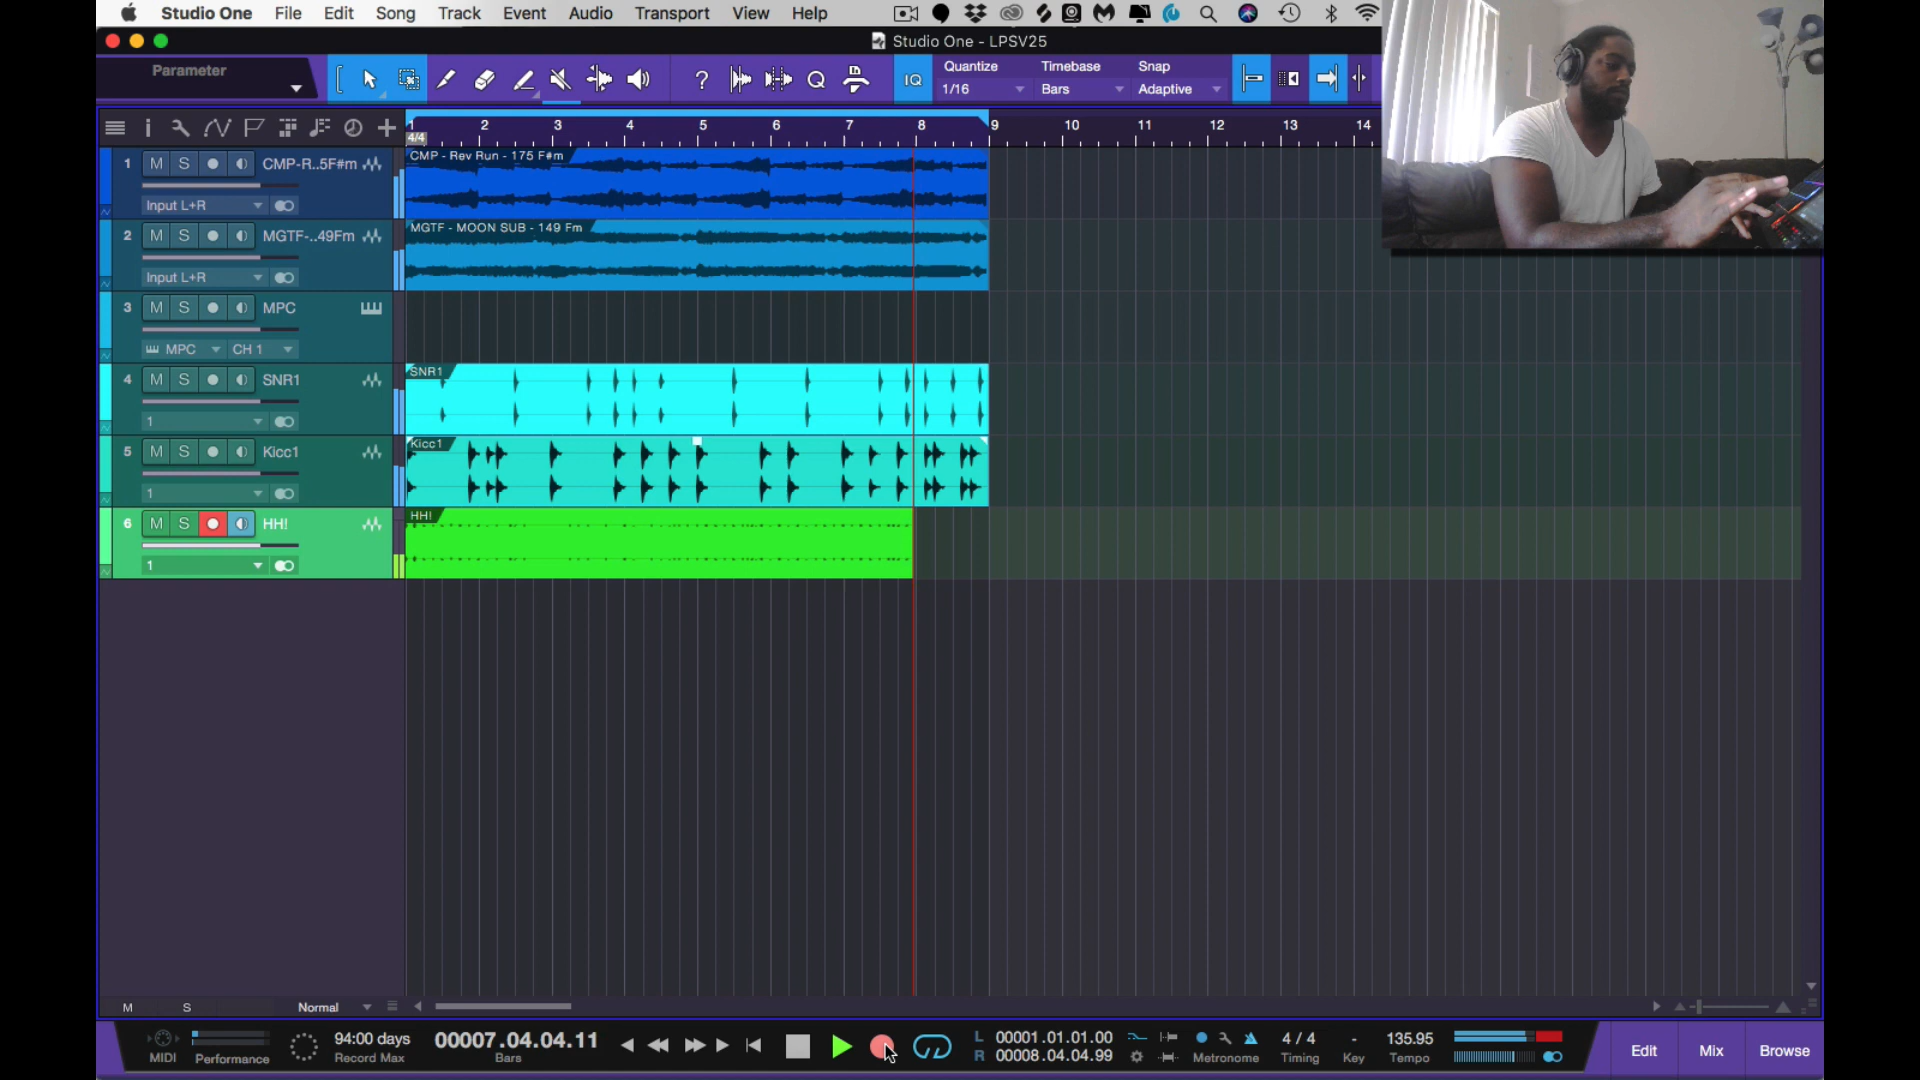 Studio One File Edit Song Track Event Audio Transport View Help
Studio One - LPSV25
Parameter
IQ
Quantize
1/16
Timebase
Bars
Snap
Adaptive
1 2 3 4 5 6 7 8 9 10 11 12 13 14
4/4
1 M S CMP-R..5F#m
Input L+R
CMP - Rev Run - 175 F#m
2 M S MGTF-..49Fm
Input L+R
MGTF - MOON SUB - 149 Fm
3 M S MPC
MPC CH 1
4 M S SNR1
1
SNR1
5 M S Kicc1
1
Kicc1
6 M S HH!
1
HH!
M S Normal
MIDI
Performance
94:00 days
Record Max
00007.04.04.11
Bars
L 00001.01.01.00
R 00008.04.04.99
Metronome
4 / 4
Timing
-
Key
135.95
Tempo
Edit Mix Browse